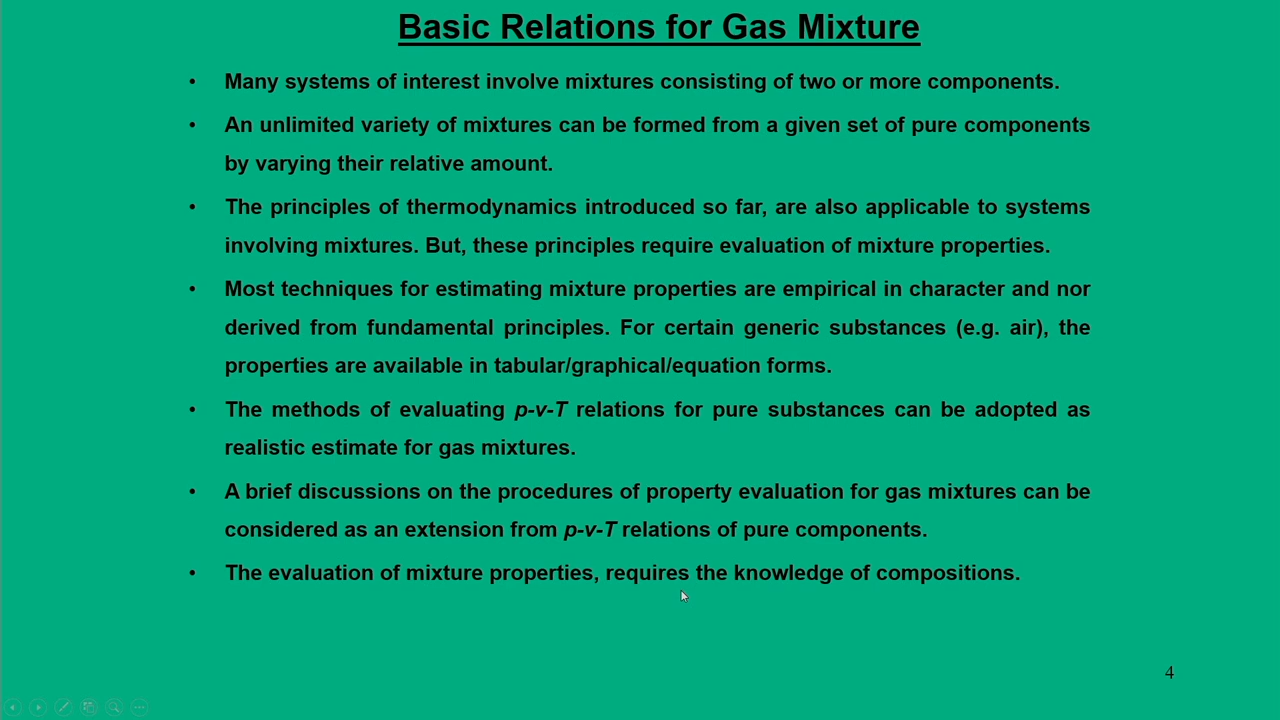 Basic Relations for Gas Mixture
• Many systems of interest involve mixtures consisting of two or more components.
• An unlimited variety of mixtures can be formed from a given set of pure components
by varying their relative amount.
• The principles of thermodynamics introduced so far, are also applicable to systems
involving mixtures. But, these principles require evaluation of mixture properties.
• Most techniques for estimating mixture properties are empirical in character and nor
derived from fundamental principles. For certain generic substances (e.g. air), the
properties are available in tabular/graphical/equation forms.
• The methods of evaluating p-v-T relations for pure substances can be adopted as
realistic estimate for gas mixtures.
• A brief discussions on the procedures of property evaluation for gas mixtures can be
considered as an extension from p-v-T relations of pure components.
• The evaluation of mixture properties, requires the knowledge of compositions.
4